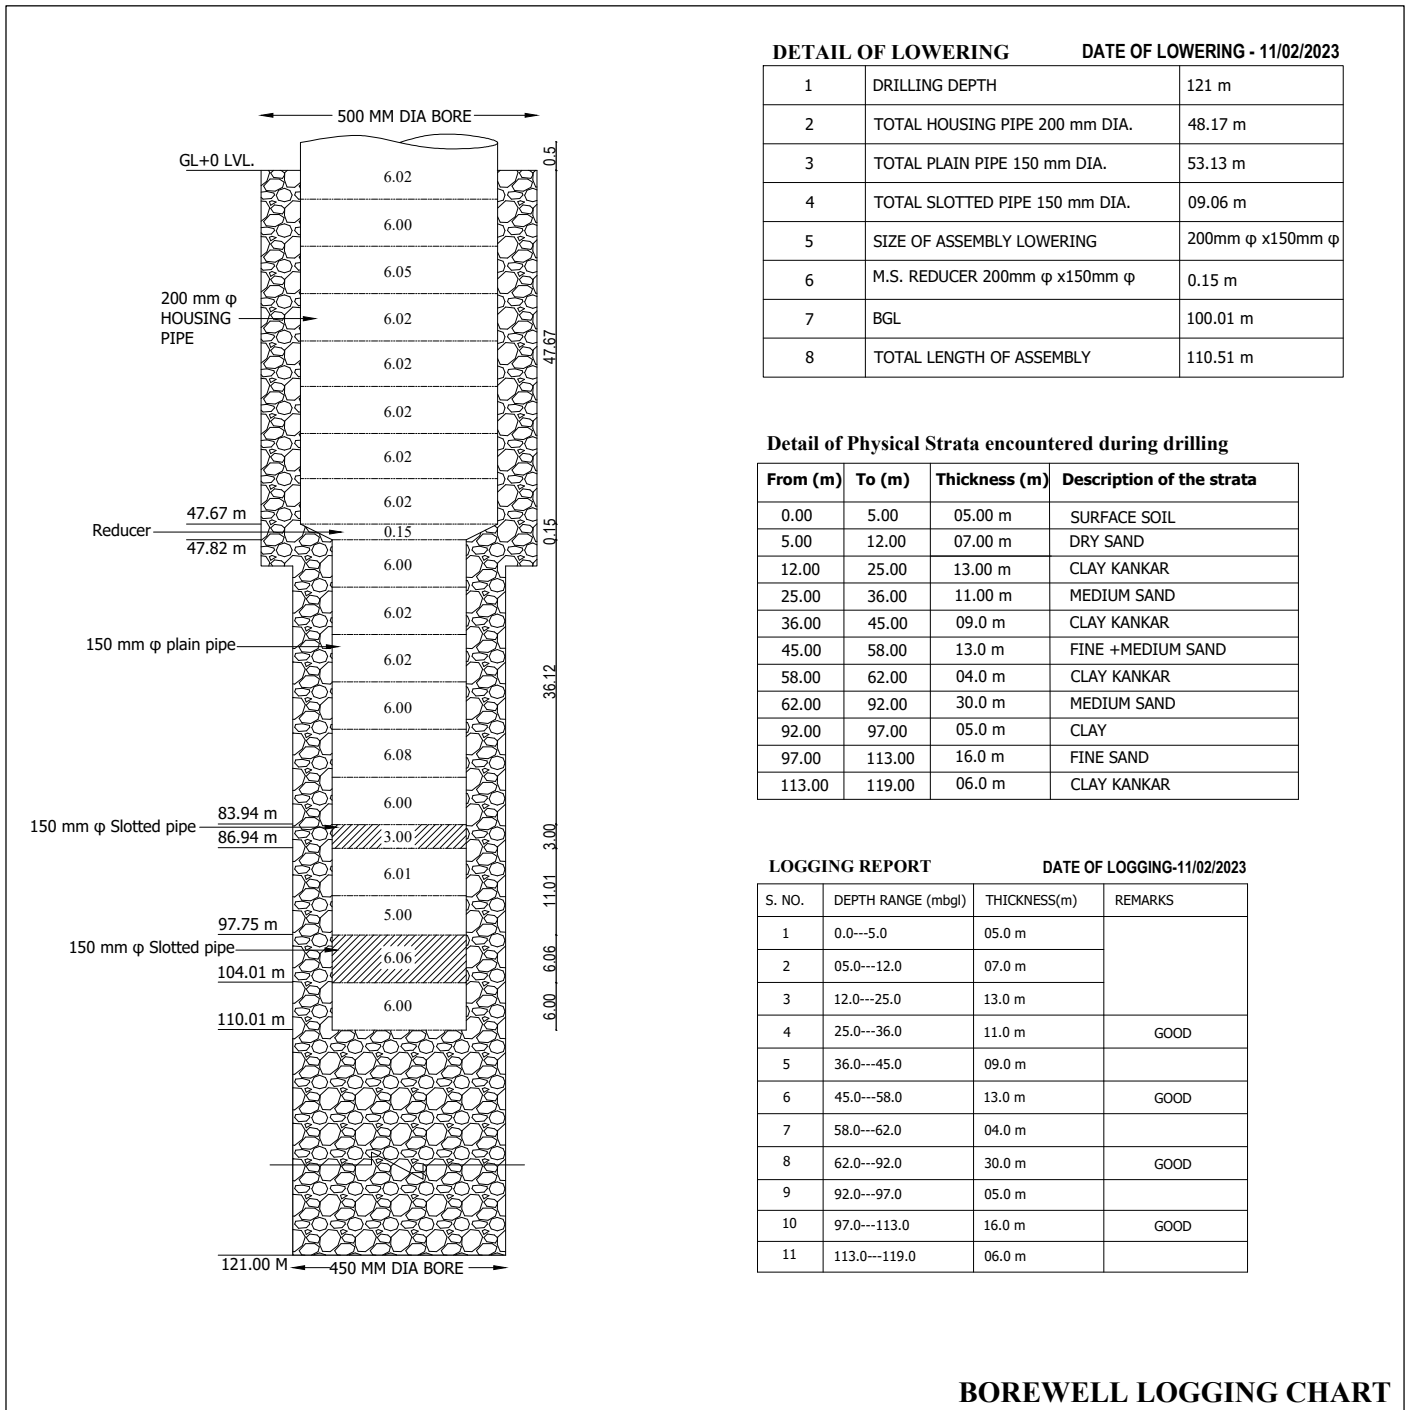 DETAIL OF LOWERING DATE OF LOWERING - 11/02/2023
1 DRILLING DEPTH 121 m
2 TOTAL HOUSING PIPE 200 mm DIA. 48.17 m
3 TOTAL PLAIN PIPE 150 mm DIA. 53.13 m
4 TOTAL SLOTTED PIPE 150 mm DIA. 09.06 m
5 SIZE OF ASSEMBLY LOWERING 200mm φ x150mm φ
6 M.S. REDUCER 200mm φ x150mm φ 0.15 m
7 BGL 100.01 m
8 TOTAL LENGTH OF ASSEMBLY 110.51 m
500 MM DIA BORE
GL+0 LVL.
0.5
6.02
6.00
6.05
200 mm φ
HOUSING
PIPE
6.02
47.67
6.02
6.02
6.02
6.02
47.67 m
Reducer
0.15
0.15
47.82 m
6.00
6.02
150 mm φ plain pipe
6.02
36.12
6.00
6.08
6.00
83.94 m
150 mm φ Slotted pipe
3.00
3.00
86.94 m
6.01
11.01
5.00
97.75 m
150 mm φ Slotted pipe
6.06
6.06
104.01 m
6.00
6.00
110.01 m
121.00 M
450 MM DIA BORE
Detail of Physical Strata encountered during drilling
From (m) To (m) Thickness (m) Description of the strata
0.00 5.00 05.00 m SURFACE SOIL
5.00 12.00 07.00 m DRY SAND
12.00 25.00 13.00 m CLAY KANKAR
25.00 36.00 11.00 m MEDIUM SAND
36.00 45.00 09.0 m CLAY KANKAR
45.00 58.00 13.0 m FINE +MEDIUM SAND
58.00 62.00 04.0 m CLAY KANKAR
62.00 92.00 30.0 m MEDIUM SAND
92.00 97.00 05.0 m CLAY
97.00 113.00 16.0 m FINE SAND
113.00 119.00 06.0 m CLAY KANKAR
LOGGING REPORT DATE OF LOGGING-11/02/2023
S. NO. DEPTH RANGE (mbgl) THICKNESS(m) REMARKS
1 0.0---5.0 05.0 m
2 05.0---12.0 07.0 m
3 12.0---25.0 13.0 m
4 25.0---36.0 11.0 m GOOD
5 36.0---45.0 09.0 m
6 45.0---58.0 13.0 m GOOD
7 58.0---62.0 04.0 m
8 62.0---92.0 30.0 m GOOD
9 92.0---97.0 05.0 m
10 97.0---113.0 16.0 m GOOD
11 113.0---119.0 06.0 m
BOREWELL LOGGING CHART